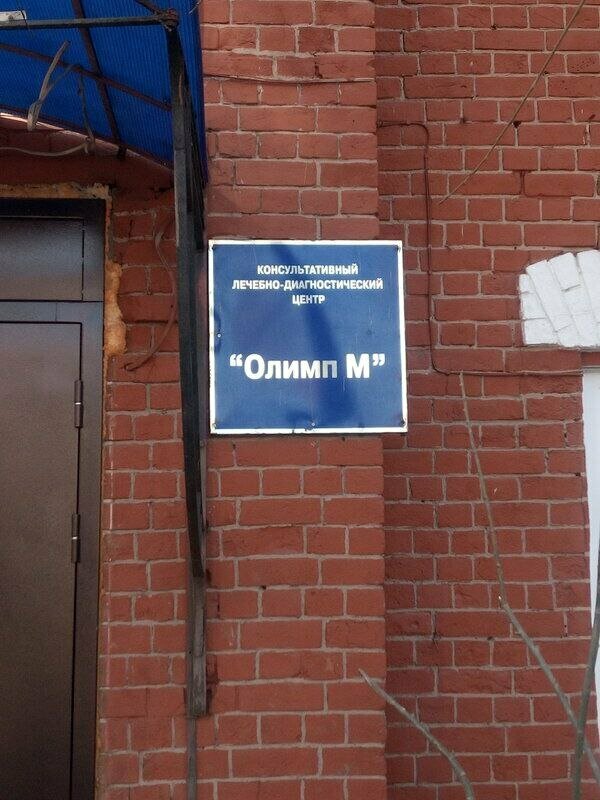 КОНСУЛЬТАТИВНЫЙ
ЛЕЧЕБНО-ДИАГНОСТИЧЕСКИЙ
ЦЕНТР
“Олимп М”